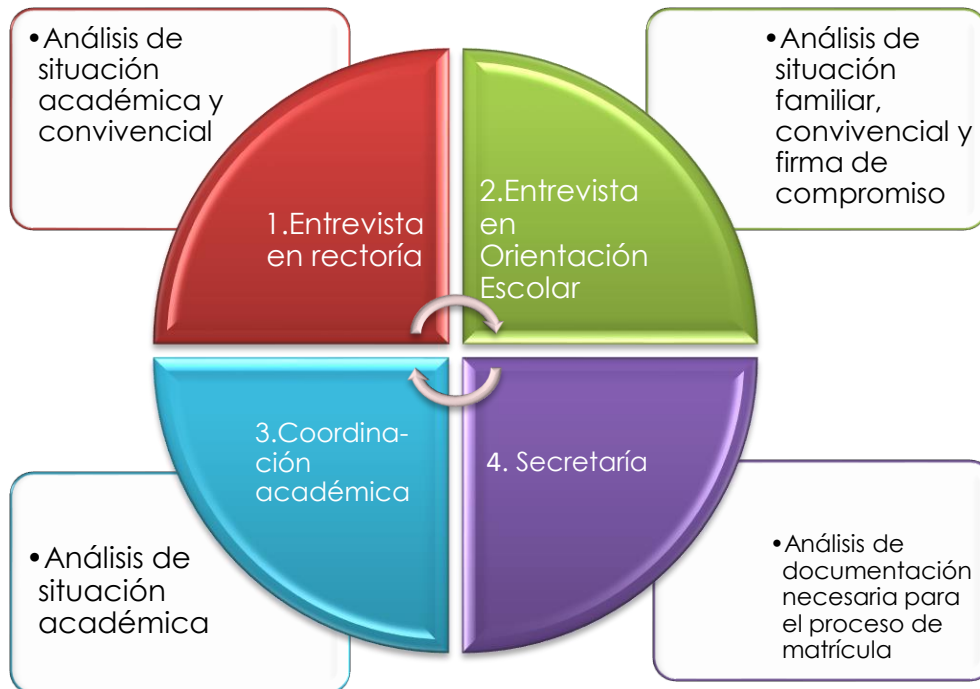 •Análisis de
situación
académica y
convivencial
1.Entrevista
en rectoría
2.Entrevista
en
Orientación
Escolar
•Análisis de
situación
familiar,
convivencial y
firma de
compromiso
3.Coordina-
ción
académica
•Análisis de
situación
académica
4. Secretaría
•Análisis de
documentación
necesaria para
el proceso de
matrícula